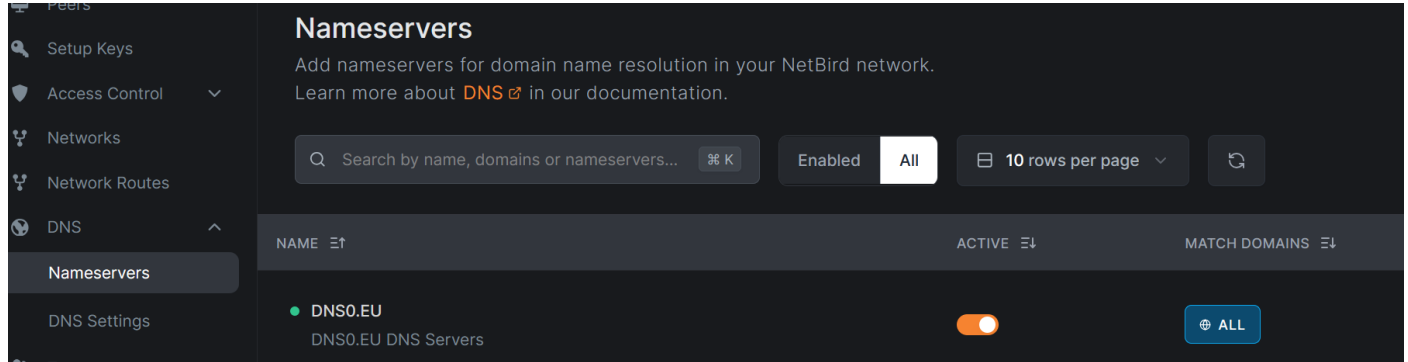 Peers
Setup Keys
Access Control
Networks
Network Routes
DNS
Nameservers
DNS Settings
Nameservers
Add nameservers for domain name resolution in your NetBird network.
Learn more about DNS in our documentation.
Search by name, domains or nameservers... ⌘ K
Enabled All
10 rows per page
NAME ACTIVE MATCH DOMAINS
DNS0.EU
DNS0.EU DNS Servers
ALL